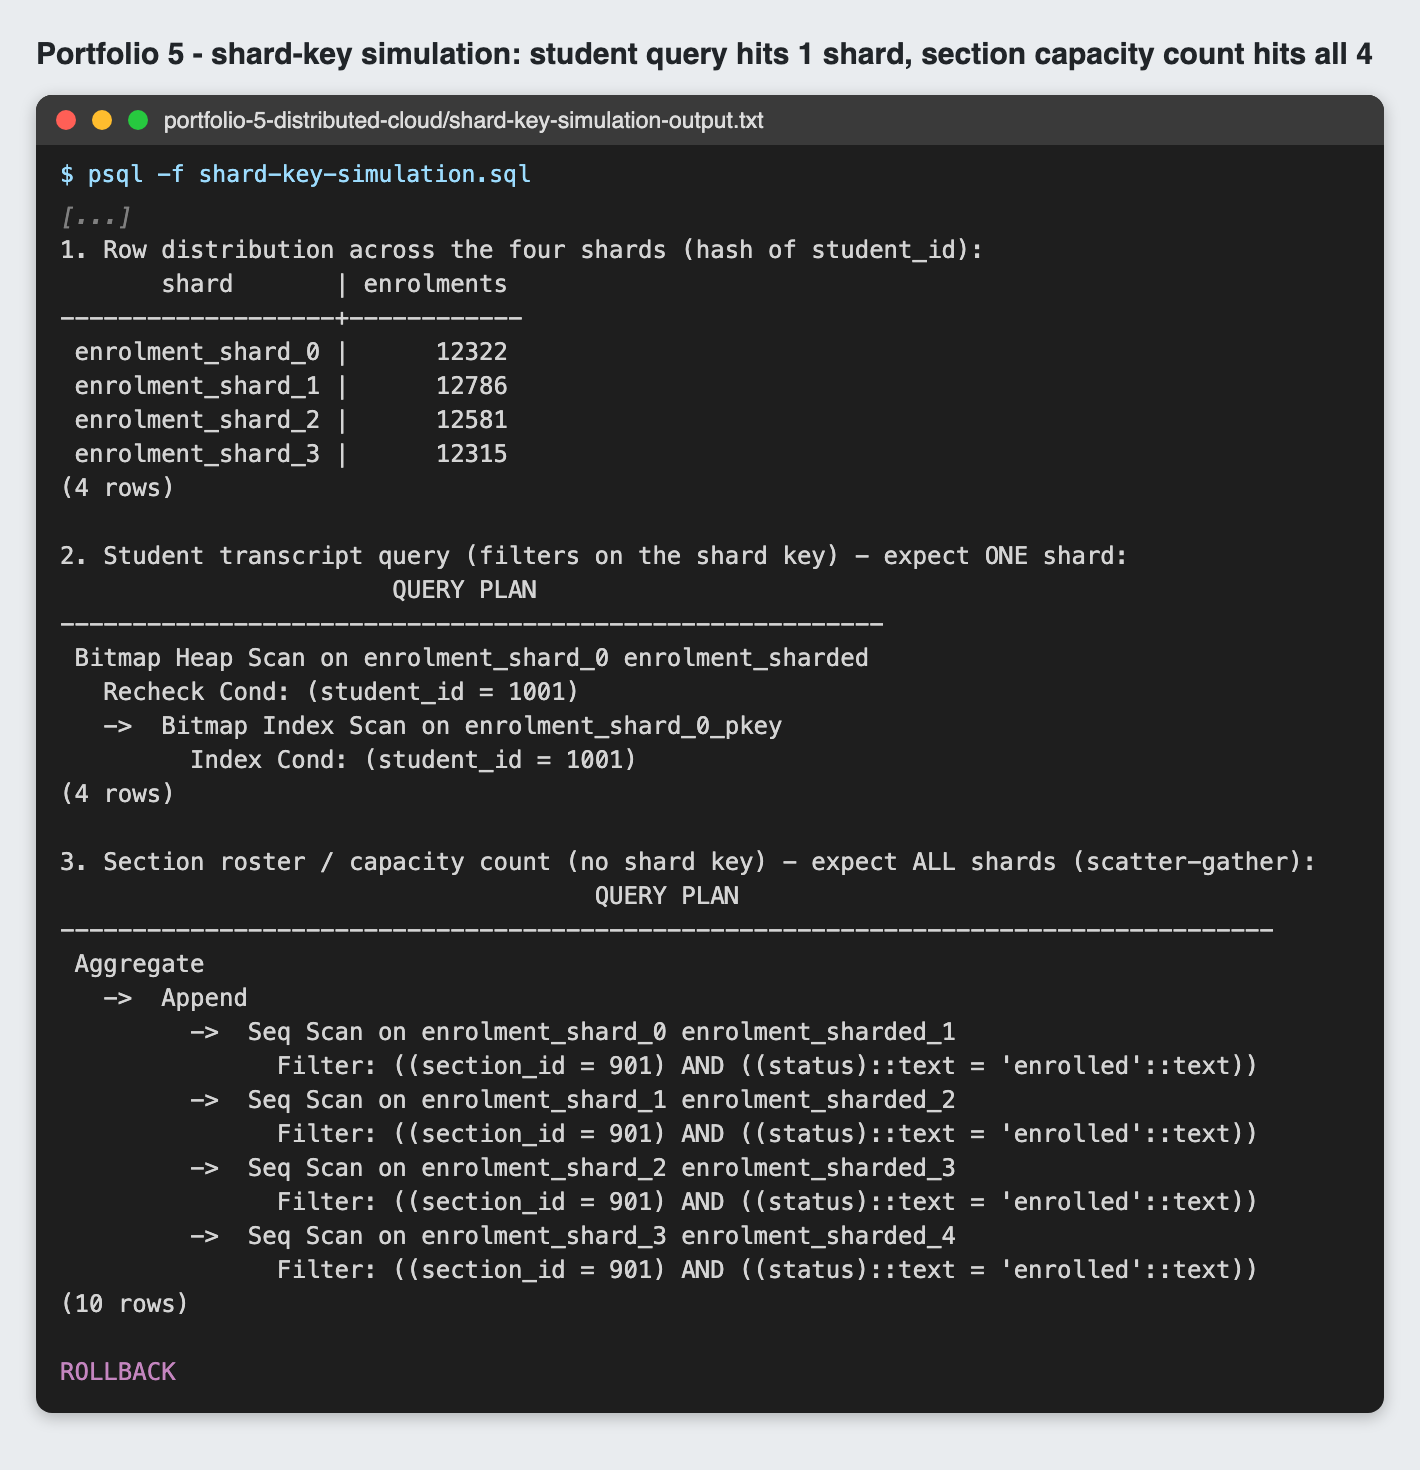 Portfolio 5 - shard-key simulation: student query hits 1 shard, section capacity count hits all 4
portfolio-5-distributed-cloud/shard-key-simulation-output.txt
$ psql -f shard-key-simulation.sql
[...]
1. Row distribution across the four shards (hash of student_id):
       shard       | enrolments
-------------------+------------
 enrolment_shard_0 |      12322
 enrolment_shard_1 |      12786
 enrolment_shard_2 |      12581
 enrolment_shard_3 |      12315
(4 rows)

2. Student transcript query (filters on the shard key) - expect ONE shard:
                       QUERY PLAN
---------------------------------------------------------
 Bitmap Heap Scan on enrolment_shard_0 enrolment_sharded
   Recheck Cond: (student_id = 1001)
   ->  Bitmap Index Scan on enrolment_shard_0_pkey
         Index Cond: (student_id = 1001)
(4 rows)

3. Section roster / capacity count (no shard key) - expect ALL shards (scatter-gather):
                                     QUERY PLAN
------------------------------------------------------------------------------------
 Aggregate
   ->  Append
         ->  Seq Scan on enrolment_shard_0 enrolment_sharded_1
               Filter: ((section_id = 901) AND ((status)::text = 'enrolled'::text))
         ->  Seq Scan on enrolment_shard_1 enrolment_sharded_2
               Filter: ((section_id = 901) AND ((status)::text = 'enrolled'::text))
         ->  Seq Scan on enrolment_shard_2 enrolment_sharded_3
               Filter: ((section_id = 901) AND ((status)::text = 'enrolled'::text))
         ->  Seq Scan on enrolment_shard_3 enrolment_sharded_4
               Filter: ((section_id = 901) AND ((status)::text = 'enrolled'::text))
(10 rows)

ROLLBACK